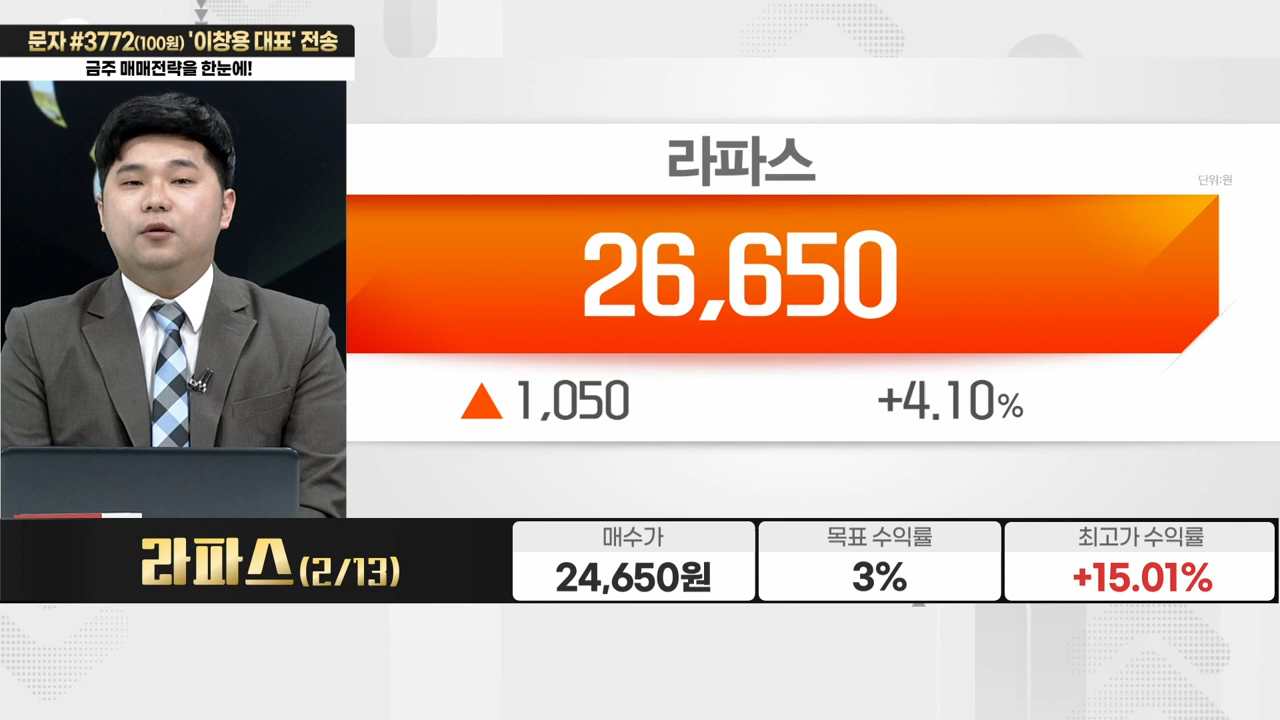 문자 #3772(100원) '이창용 대표' 전송
금주 매매전략을 한눈에!
라파스
단위:원
26,650
▲ 1,050 +4.10%
라파스(2/13)
매수가 목표 수익률 최고가 수익률
24,650원 3% +15.01%